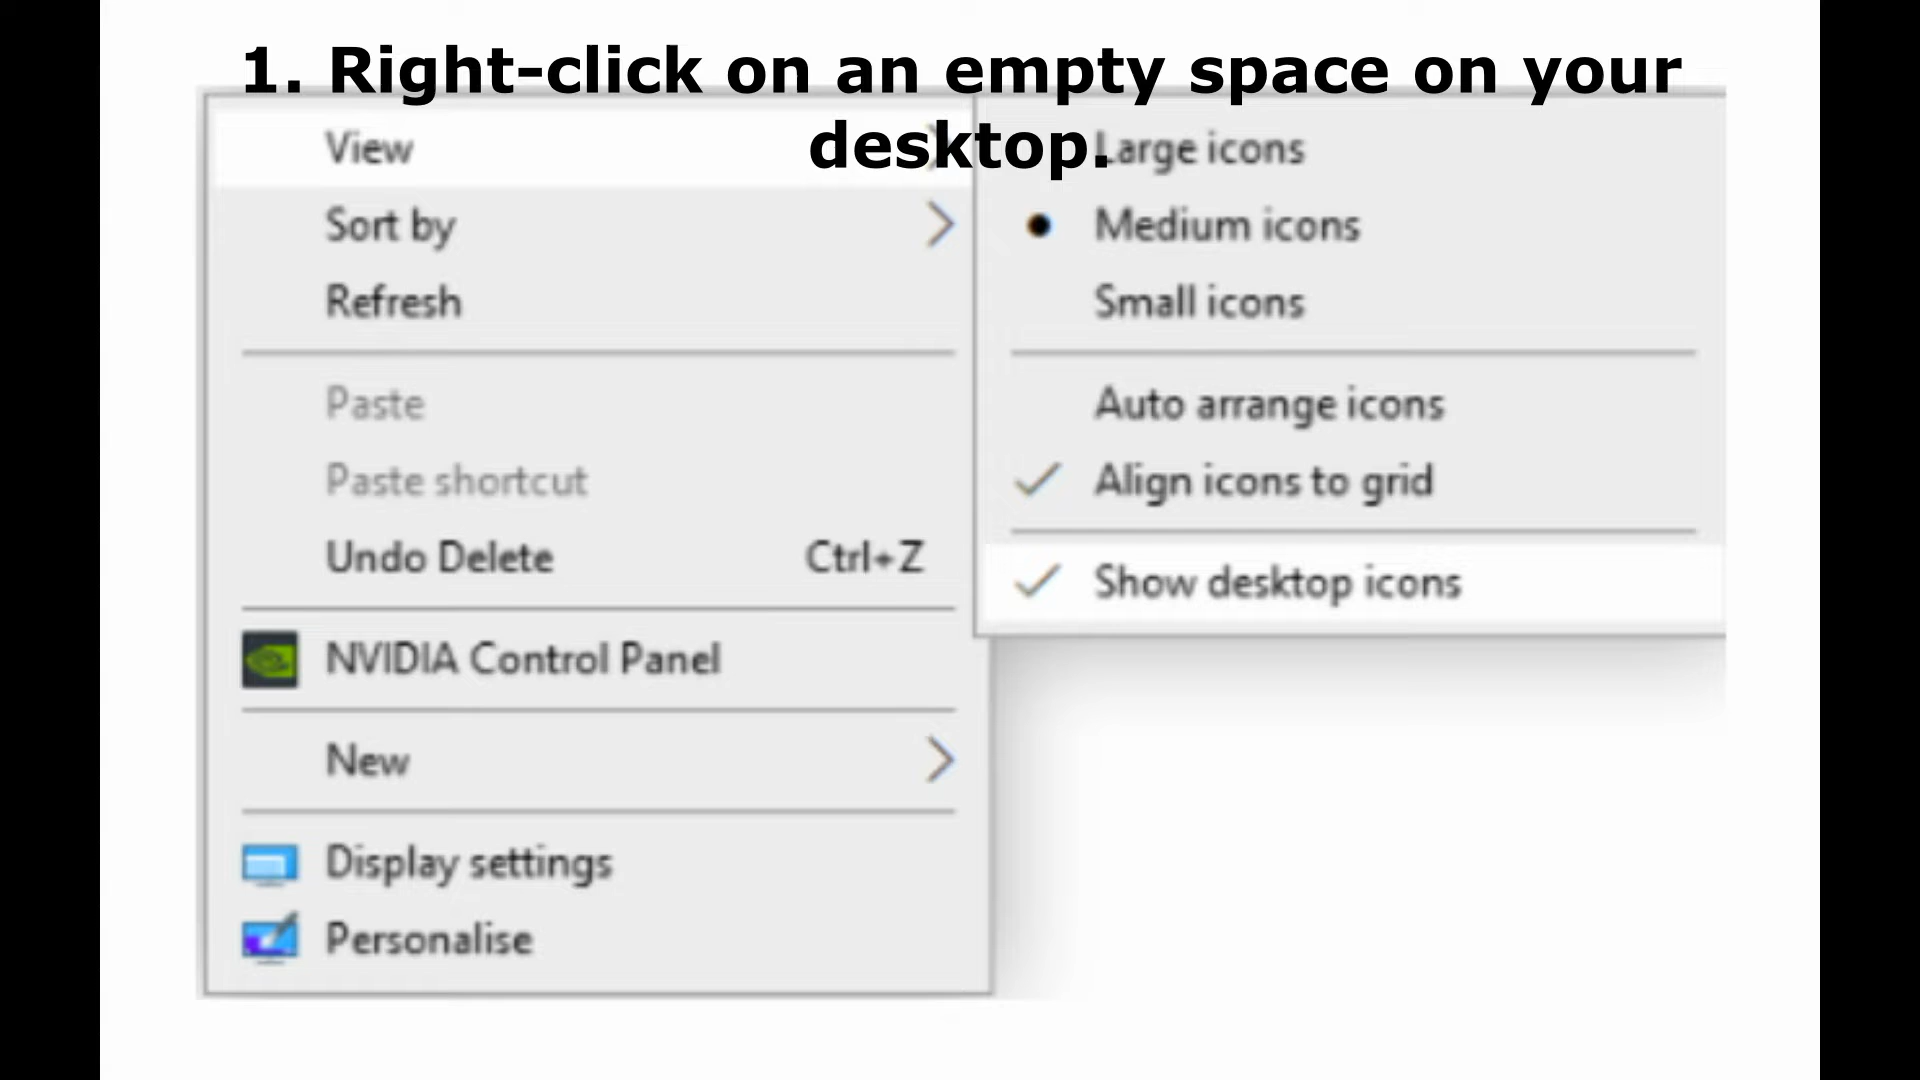 1. Right-click on an empty space on your
desktop.
View
Sort by
Refresh
Paste
Paste shortcut
Undo Delete Ctrl+Z
NVIDIA Control Panel
New
Display settings
Personalise
Large icons
Medium icons
Small icons
Auto arrange icons
Align icons to grid
Show desktop icons